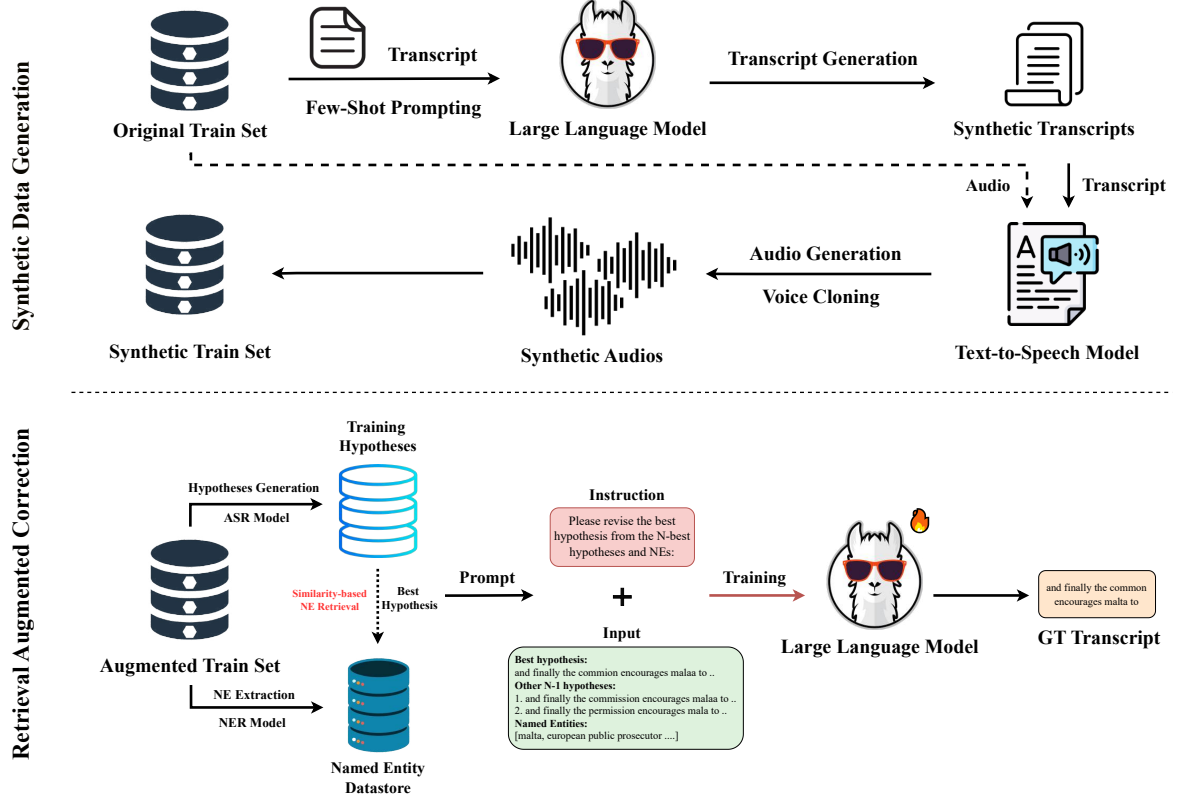 Synthetic Data Generation
Original Train Set
Transcript
Few-Shot Prompting
Large Language Model
Transcript Generation
Synthetic Transcripts
Audio
Transcript
A
Text-to-Speech Model
Audio Generation
Voice Cloning
Synthetic Audios
Synthetic Train Set
Retrieval Augmented Correction
Augmented Train Set
Hypotheses Generation
ASR Model
Training
Hypotheses
NE Extraction
NER Model
Named Entity
Datastore
Similarity-based
NE Retrieval
Best
Hypothesis
Prompt
Instruction
Please revise the best
hypothesis from the N-best
hypotheses and NEs:
+
Input
Best hypothesis:
and finally the commion encourages malaa to ..
Other N-1 hypotheses:
1. and finally the commission encourages malaa to ..
2. and finally the permission encourages mala to ..
Named Entities:
[malta, european public prosecutor ....]
Training
Large Language Model
and finally the common
encourages malta to
GT Transcript